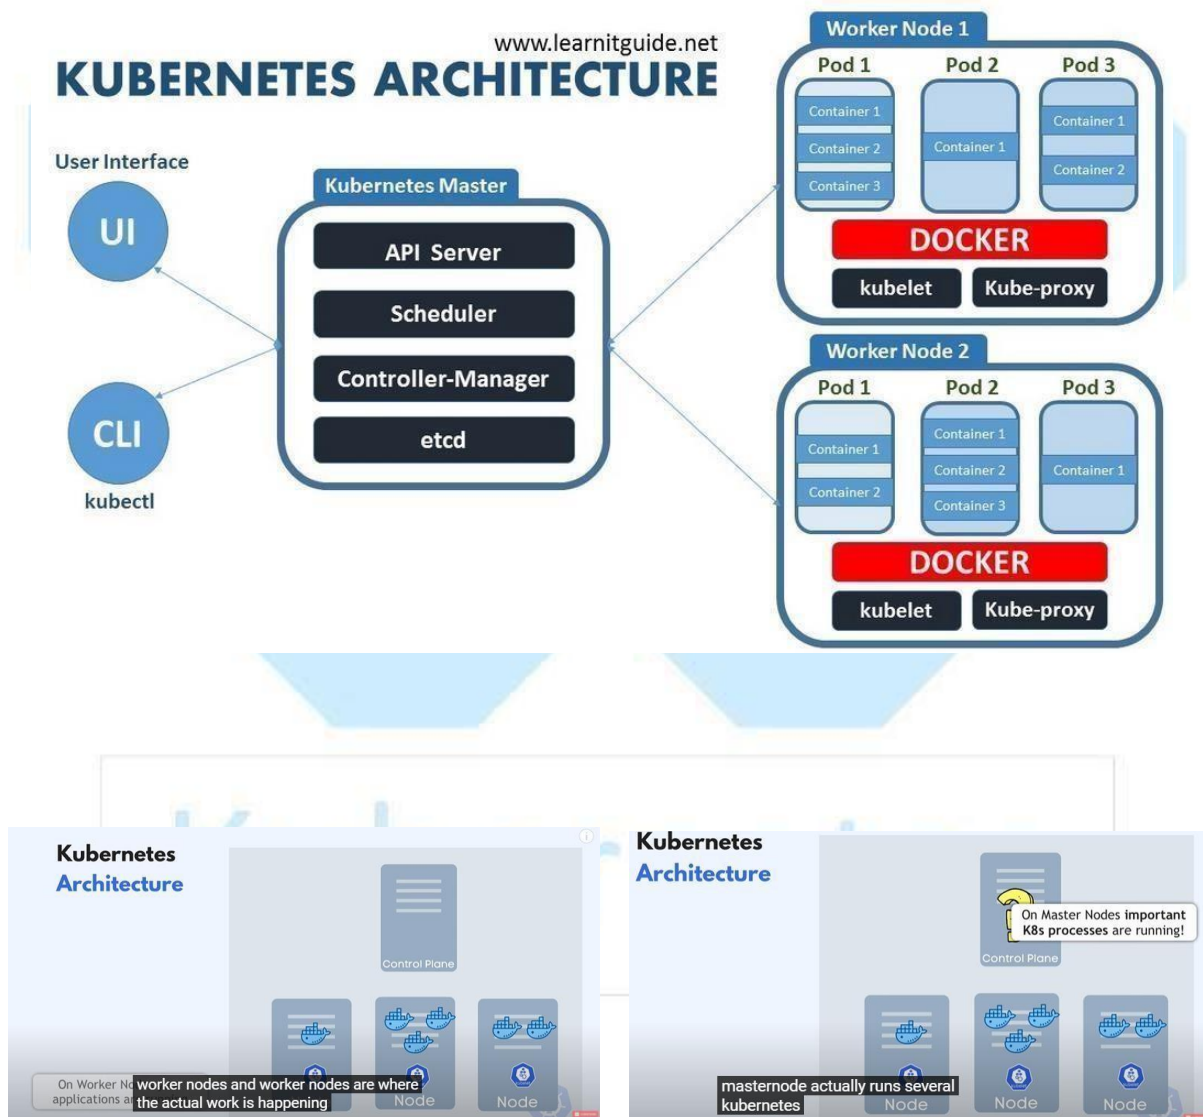 www.learnitguide.net
KUBERNETES ARCHITECTURE
User Interface
UI
CLI
kubectl
Kubernetes Master
API Server
Scheduler
Controller-Manager
etcd
Worker Node 1
Pod 1
Container 1
Container 2
Container 3
Pod 2
Container 1
Pod 3
Container 1
Container 2
DOCKER
kubelet
Kube-proxy
Worker Node 2
Pod 1
Container 1
Container 2
Pod 2
Container 1
Container 2
Container 3
Pod 3
Container 1
DOCKER
kubelet
Kube-proxy
Kubernetes
Architecture
Control Plane
Node
Node
On Worker
applications
worker nodes and worker nodes are where
the actual work is happening
Kubernetes
Architecture
On Master Nodes important
K8s processes are running!
Control Plane
Node
Node
Node
masternode actually runs several
kubernetes